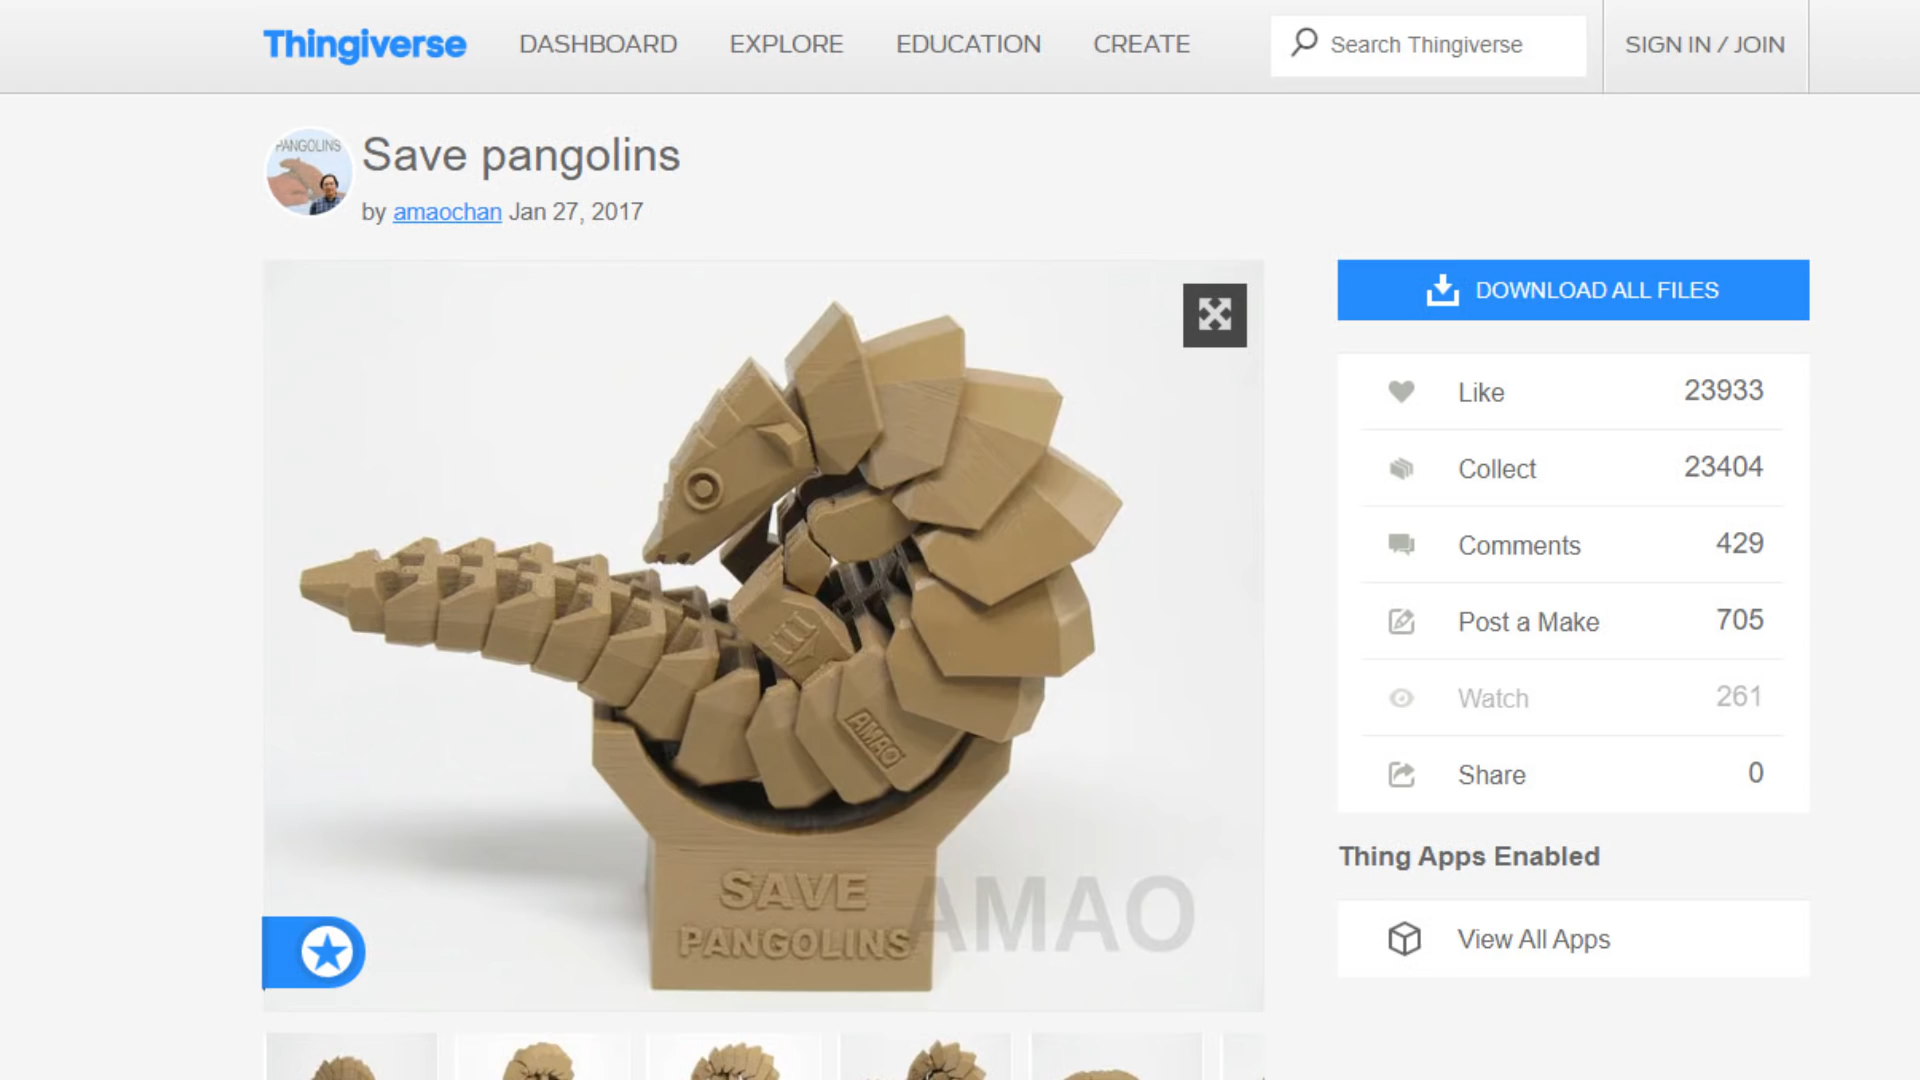 Thingiverse
DASHBOARD
EXPLORE
EDUCATION
CREATE
Search Thingiverse
SIGN IN / JOIN
PANGOLINS
Save pangolins
by amaochan Jan 27, 2017
DOWNLOAD ALL FILES
Like 23933
Collect 23404
Comments 429
Post a Make 705
Watch 261
Share 0
Thing Apps Enabled
View All Apps
AMAO
SAVE
PANGOLINS
AMAO